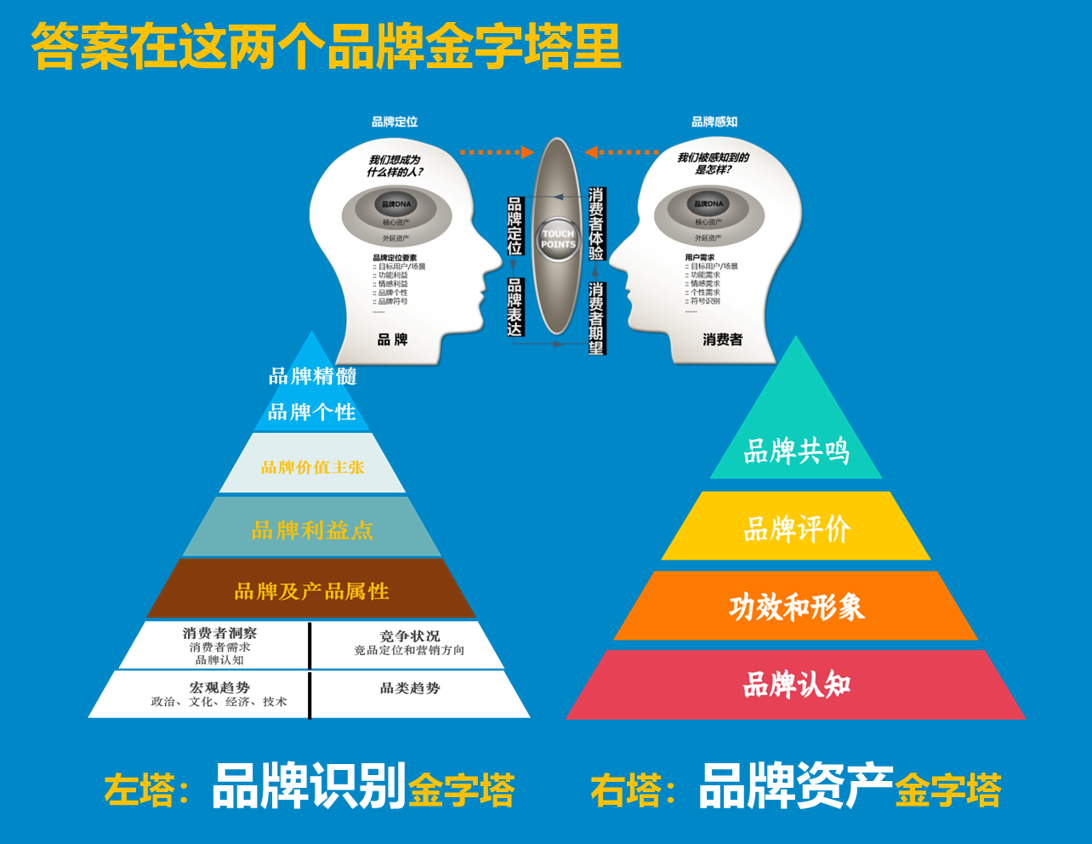 答案在这两个品牌金字塔里
品牌定位
我们想成为
什么样的人?
品牌DNA
核心资产
外延资产
品牌定位要素
:: 目标用户/场景
:: 功能利益
:: 情感利益
:: 品牌个性
:: 品牌符号
......
品 牌
品牌定位
品牌表达
TOUCH
POINTS
消费者体验
消费者期望
品牌感知
我们被感知到的
是怎样?
品牌DNA
核心资产
外延资产
用户需求
:: 目标用户/场景
:: 功能需求
:: 情感需求
:: 个性需求
:: 符号识别
......
消费者
品牌精髓
品牌个性
品牌价值主张
品牌利益点
品牌及产品属性
消费者洞察
消费者需求
品牌认知
竞争状况
竞品定位和营销方向
宏观趋势
政治、文化、经济、技术
品类趋势
品牌共鸣
品牌评价
功效和形象
品牌认知
左塔：品牌识别金字塔
右塔：品牌资产金字塔